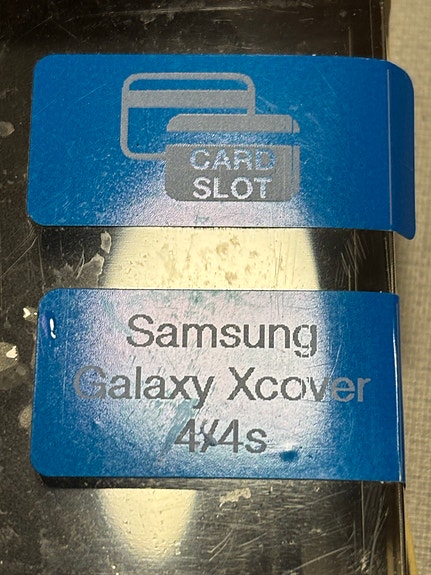 CARD
SLOT
Samsung
Galaxy Xcover
4/4s